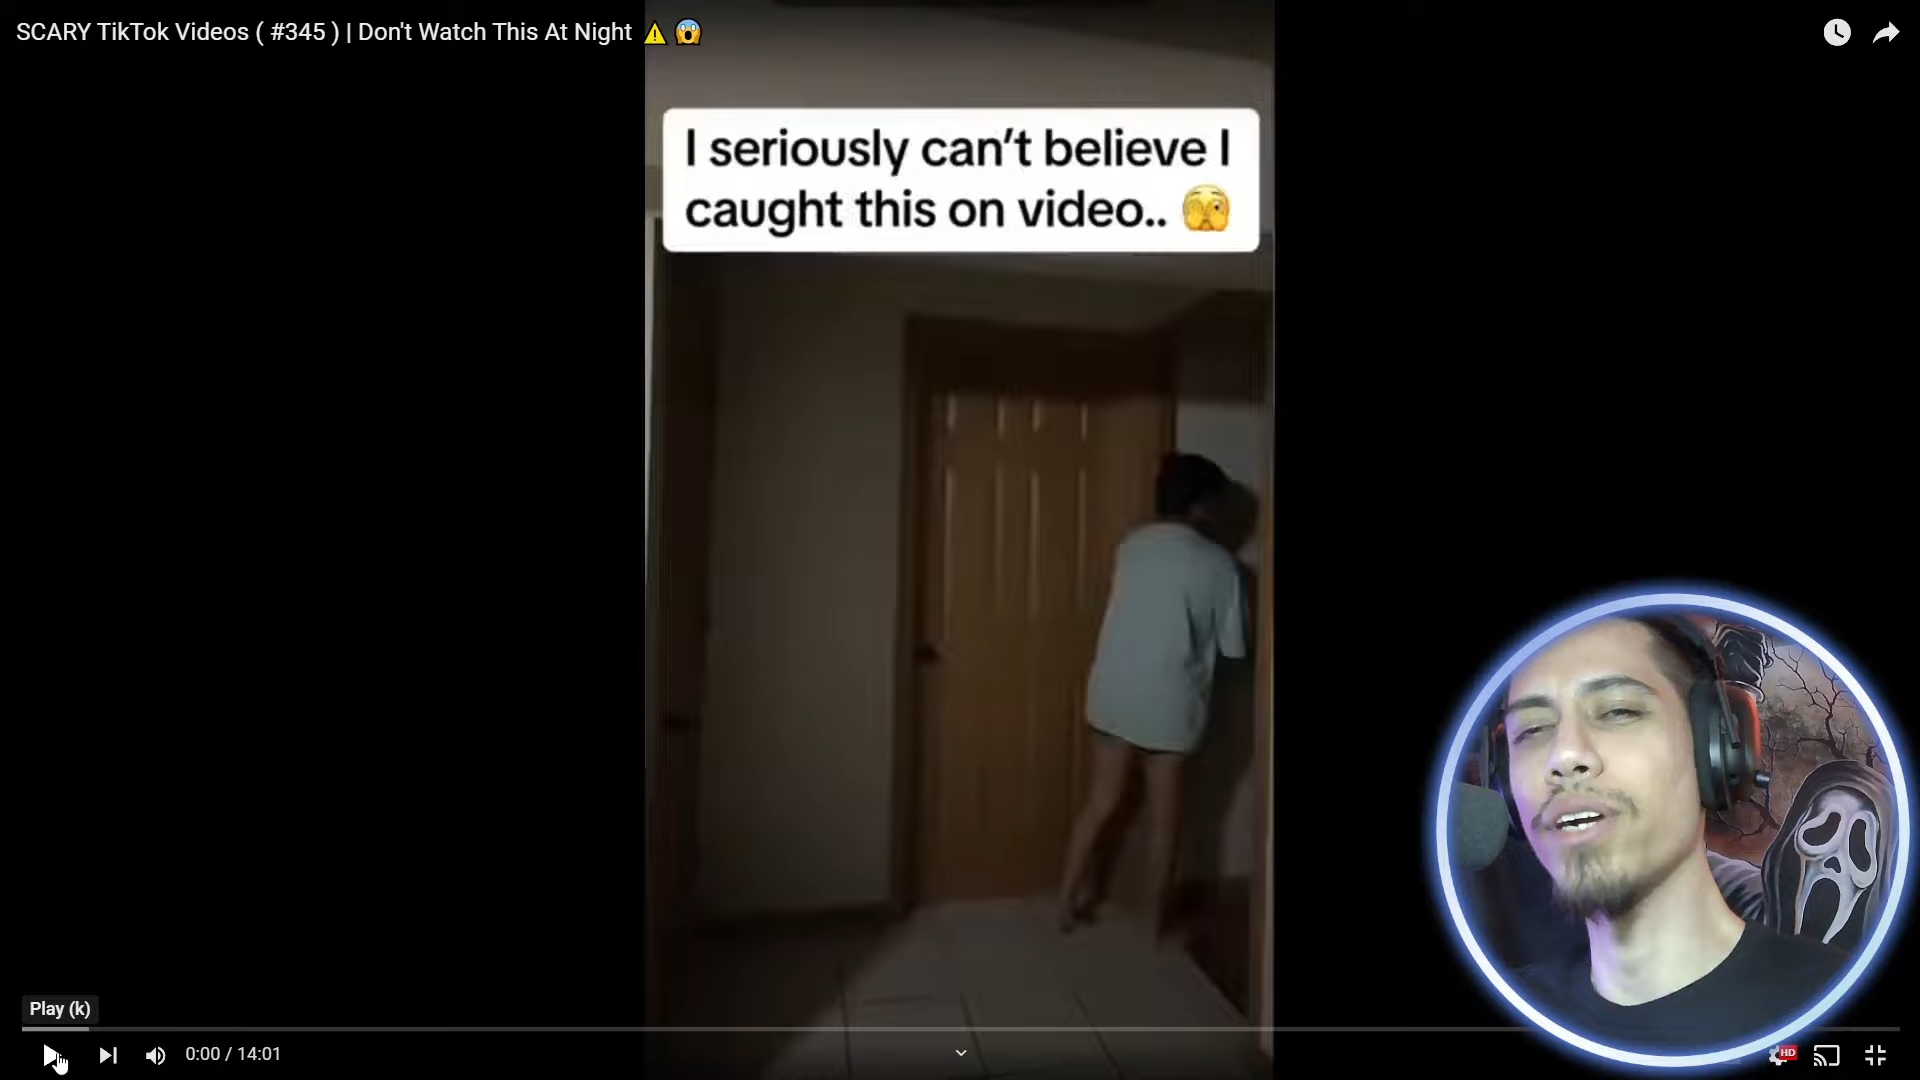 SCARY TikTok Videos ( #345 ) | Don't Watch This At Night ⚠️😱
I seriously can’t believe I
caught this on video.. 🫣
Play (k)
0:00 / 14:01
HD